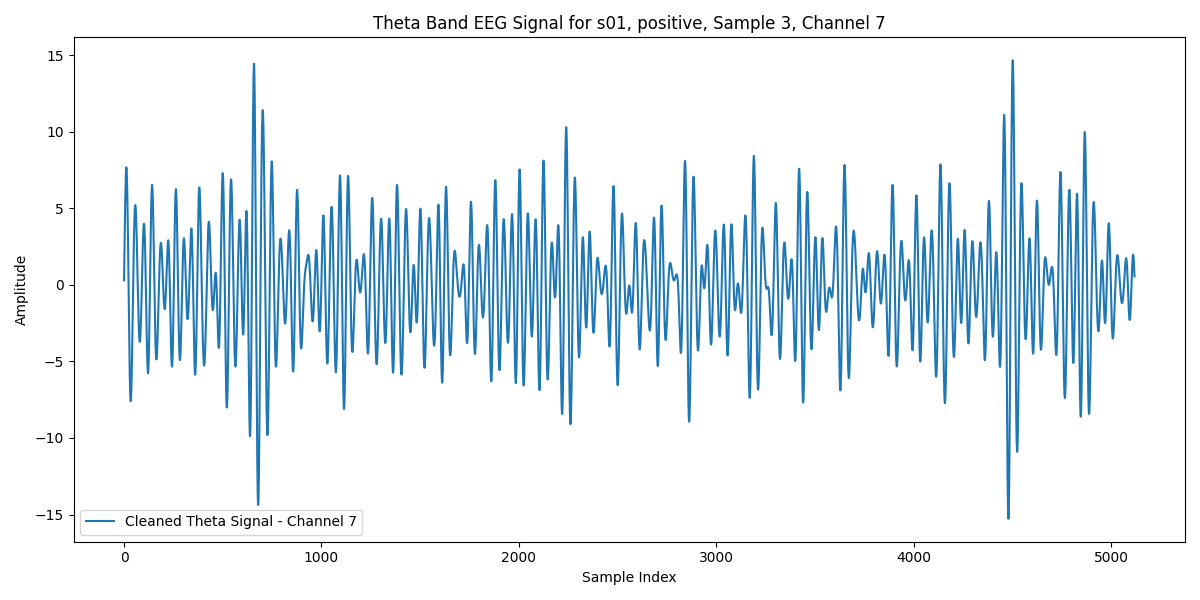 Theta Band EEG Signal for s01, positive, Sample 3, Channel 7
15
10
5
0
−5
−10
−15
Amplitude
Cleaned Theta Signal - Channel 7
0 1000 2000 3000 4000 5000
Sample Index